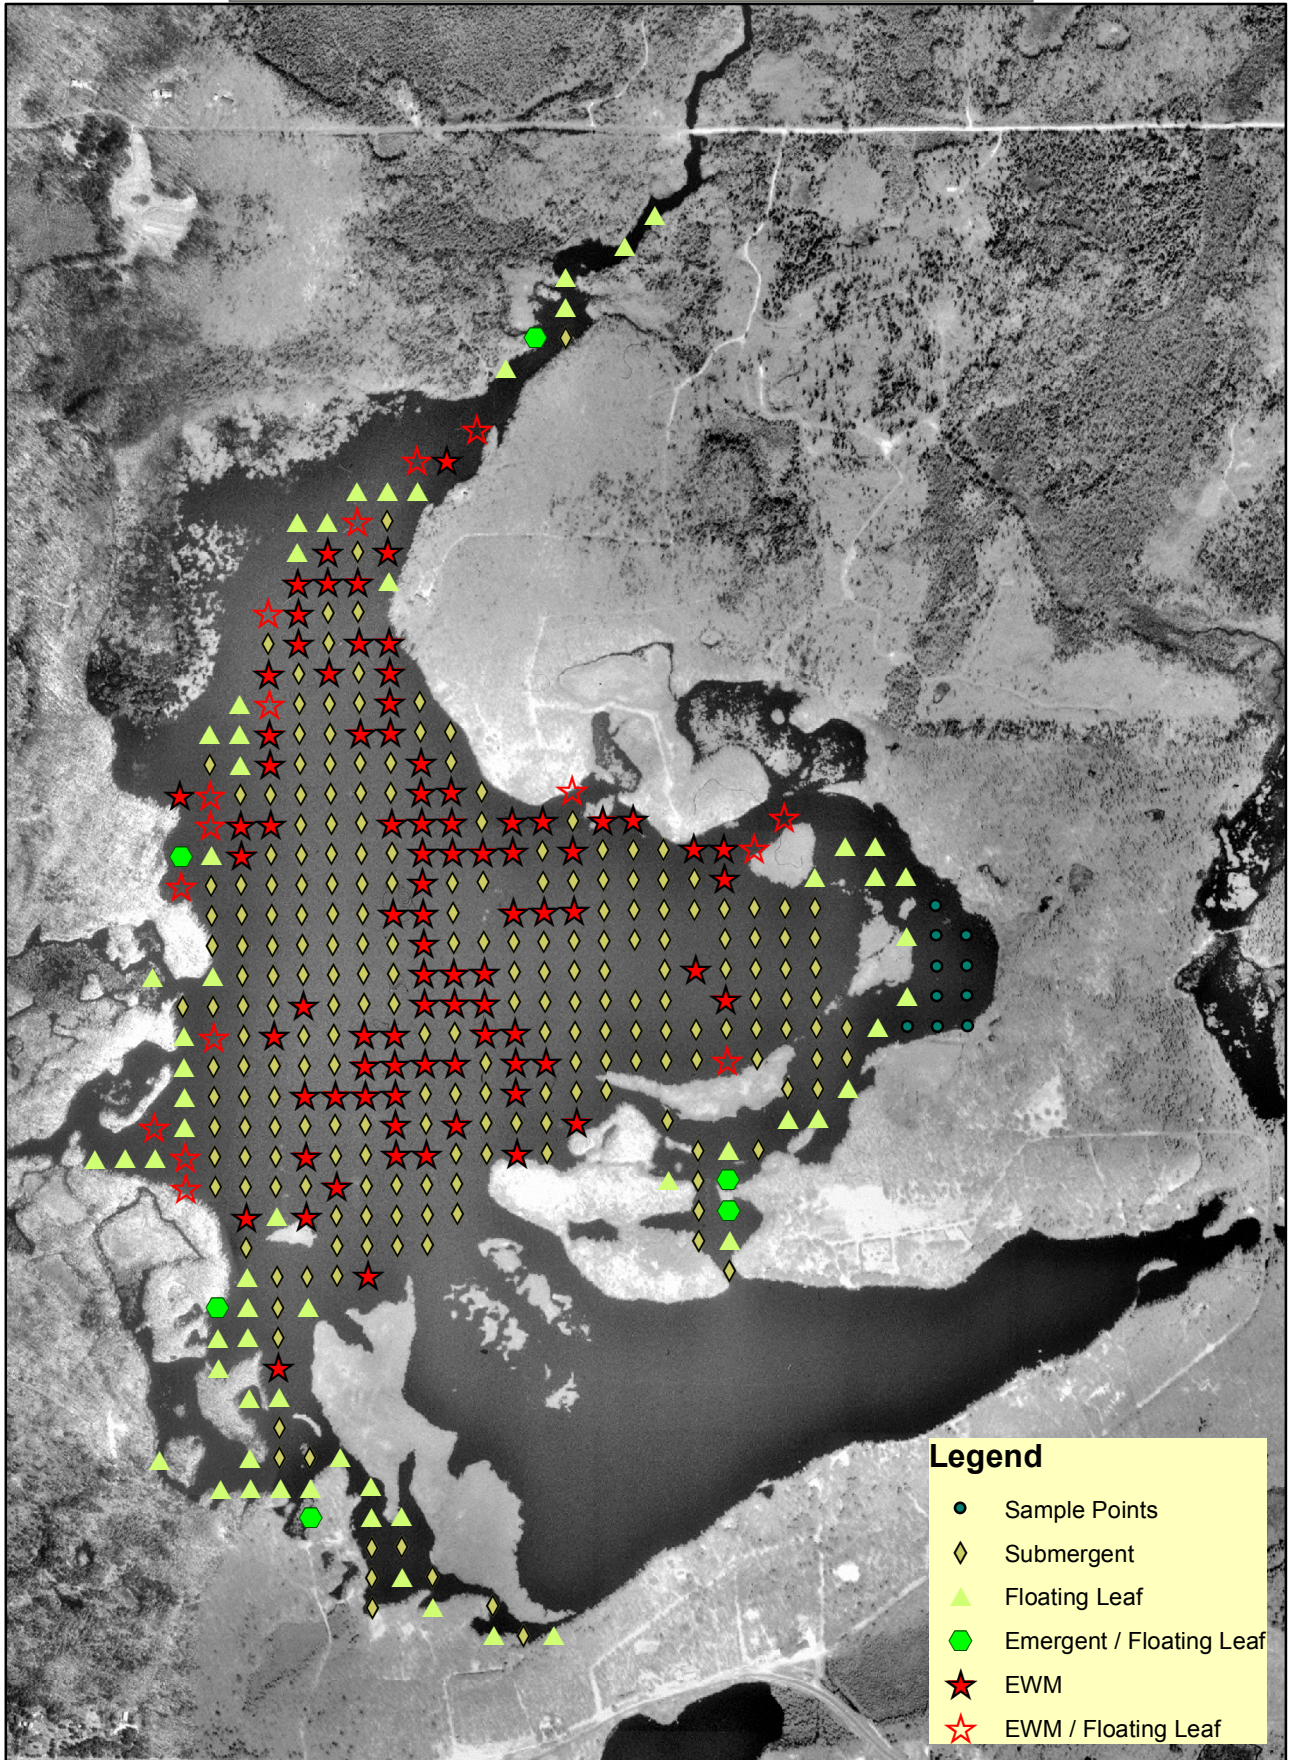 Legend
Sample Points
Submergent
Floating Leaf
Emergent / Floating Leaf
EWM
EWM / Floating Leaf